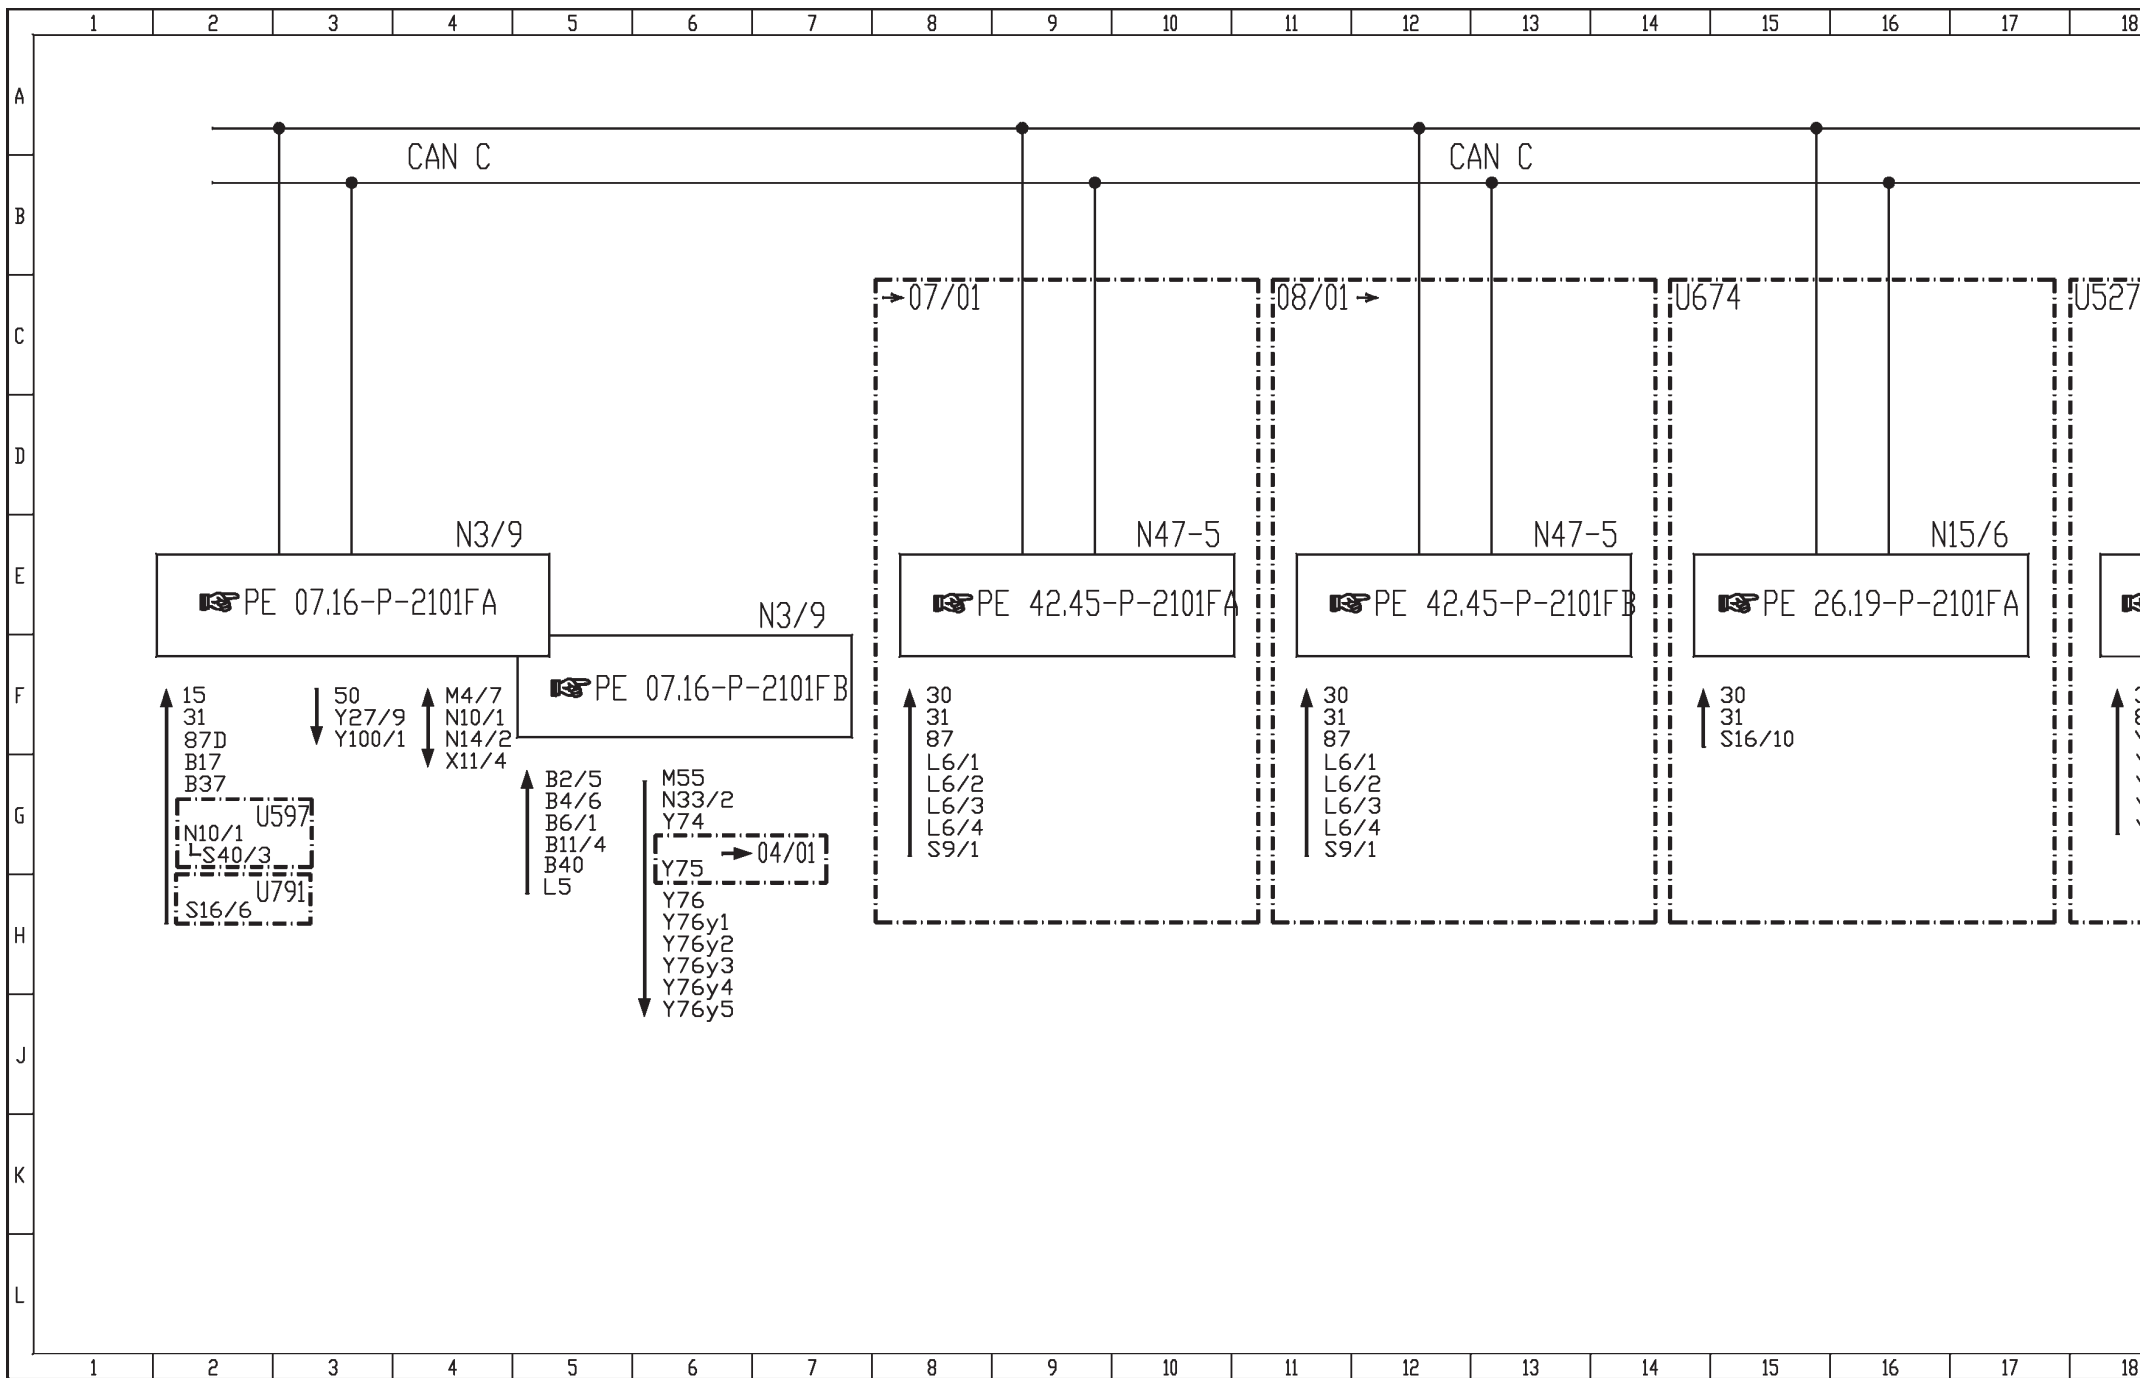 1 2 3 4 5 6 7 8 9 10 11 12 13 14 15 16 17 18
A
CAN C CAN C
B
→ 07/01 08/01 → U674 U527
C
D
N3/9 N47-5 N47-5 N15/6
E
PE 07.16-P-2101FA PE 42.45-P-2101FA PE 42.45-P-2101FB PE 26.19-P-2101FA
N3/9
PE 07.16-P-2101FB
F
15
31
87D
B17
B37
U597
N10/1
S40/3
U791
S16/6
50
Y27/9
Y100/1
M4/7
N10/1
N14/2
X11/4
B2/5
B4/6
B6/1
B11/4
B40
L5
M55
N33/2
Y74
→ 04/01
Y75
Y76
Y76y1
Y76y2
Y76y3
Y76y4
Y76y5
30
31
87
L6/1
L6/2
L6/3
L6/4
S9/1
30
31
87
L6/1
L6/2
L6/3
L6/4
S9/1
30
31
S16/10
G
H
J
K
L
1 2 3 4 5 6 7 8 9 10 11 12 13 14 15 16 17 18